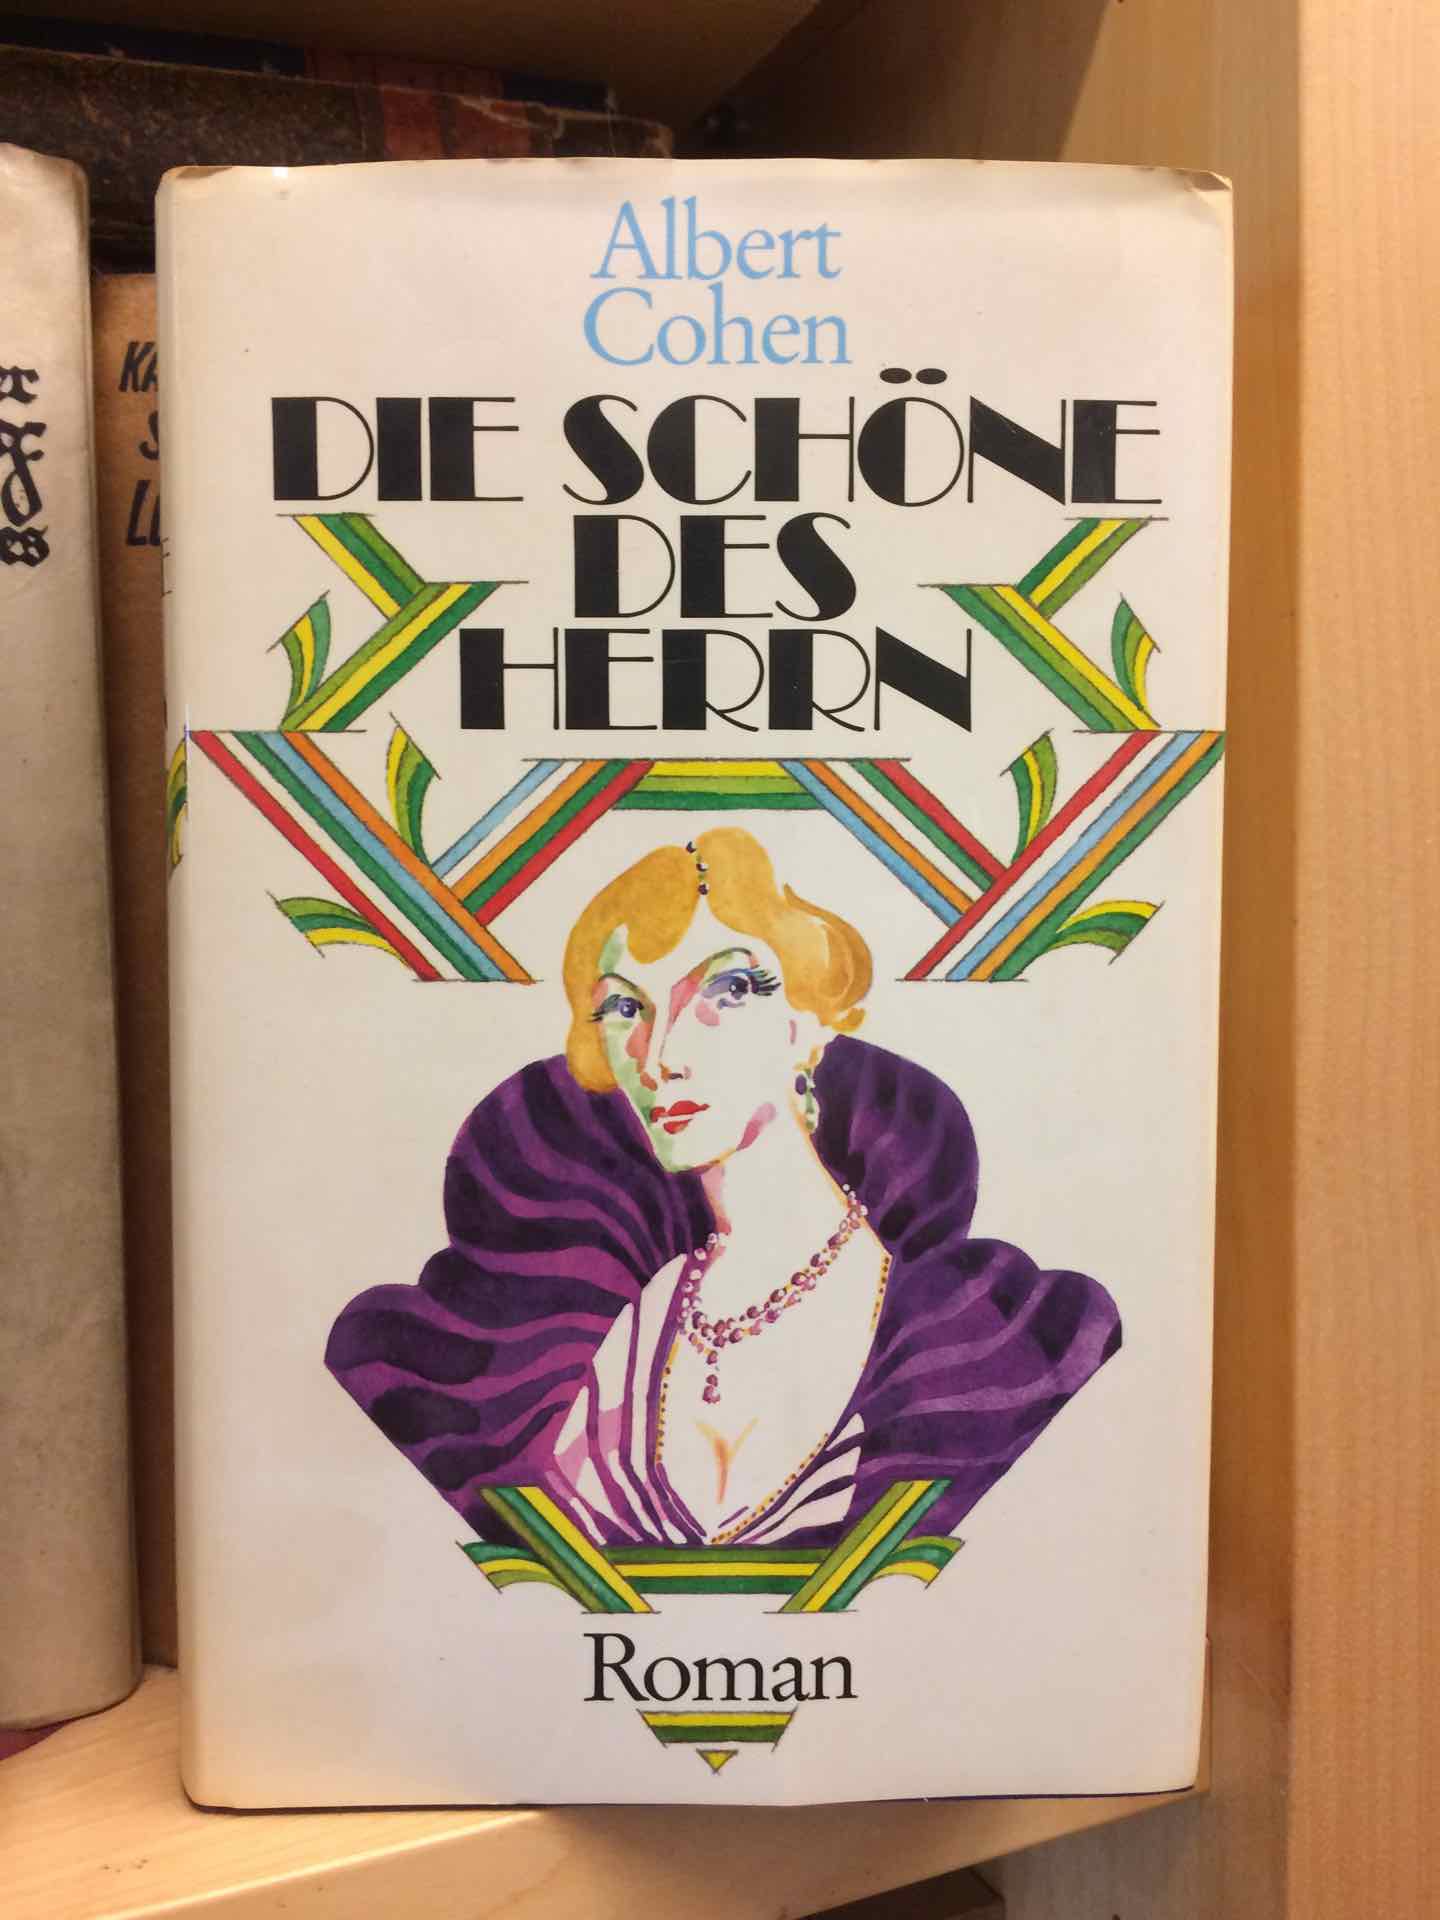 Albert
Cohen
DIE SCHÖNE
DES
HERRN
Roman